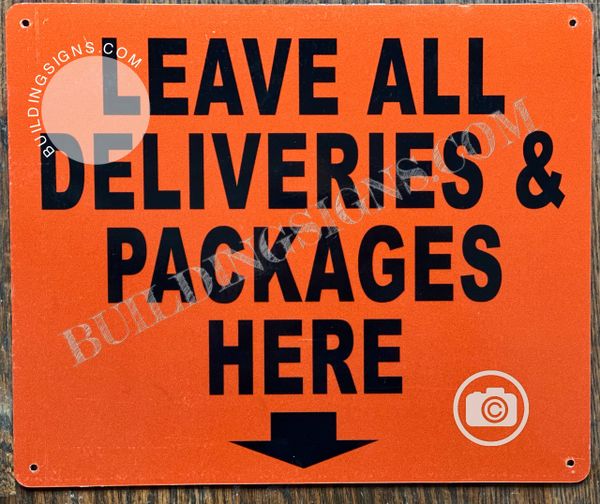 BUILDINGSIGNS.COM
LEAVE ALL
DELIVERIES &
PACKAGES
HERE
BUILDINGSIGNS.COM
©